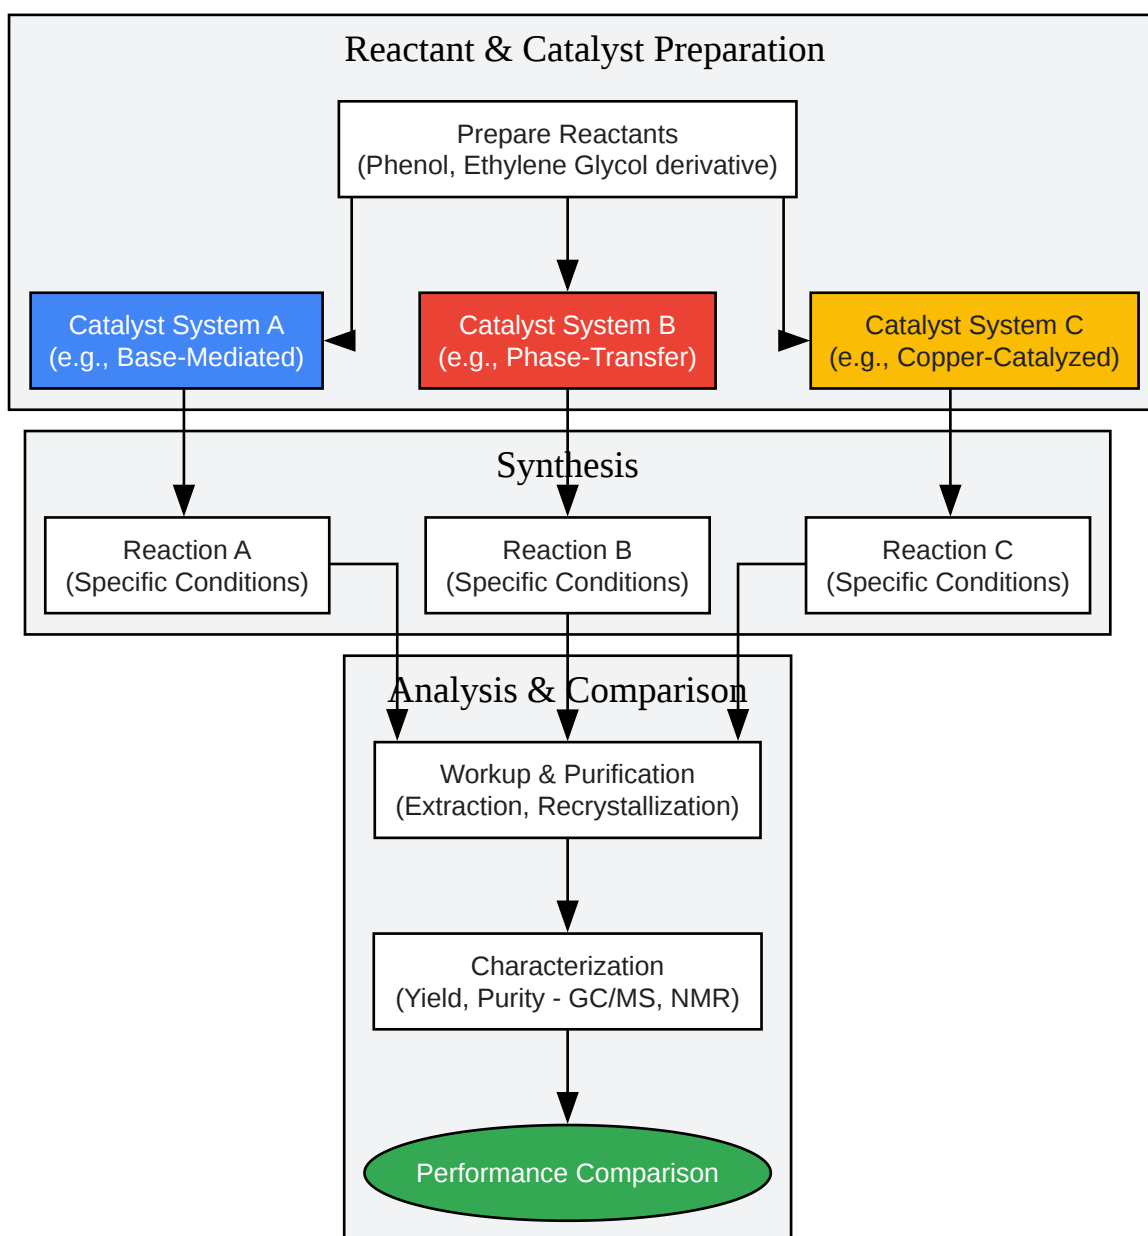 Reactant & Catalyst Preparation
Prepare Reactants
(Phenol, Ethylene Glycol derivative)
Catalyst System A
(e.g., Base-Mediated)
Catalyst System B
(e.g., Phase-Transfer)
Catalyst System C
(e.g., Copper-Catalyzed)
Synthesis
Reaction A
(Specific Conditions)
Reaction B
(Specific Conditions)
Reaction C
(Specific Conditions)
Analysis & Comparison
Workup & Purification
(Extraction, Recrystallization)
Characterization
(Yield, Purity - GC/MS, NMR)
Performance Comparison